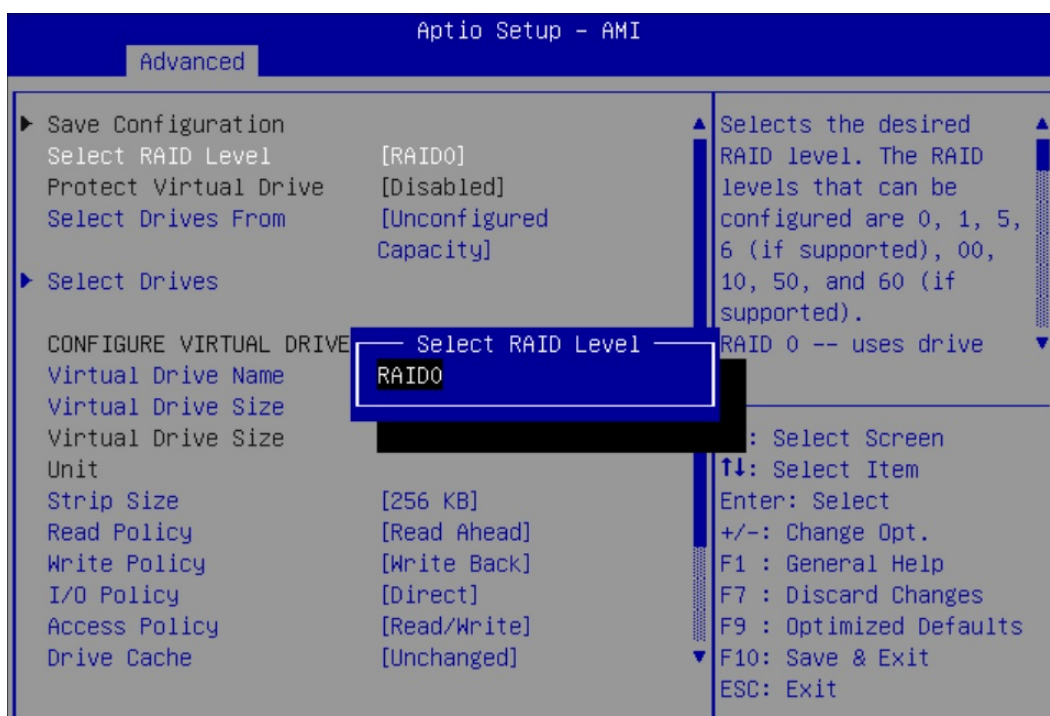 Aptio Setup – AMI
Advanced
Save Configuration
Select RAID Level [RAID0]
Protect Virtual Drive [Disabled]
Select Drives From [Unconfigured
Capacity]
Select Drives
CONFIGURE VIRTUAL DRIVE
Virtual Drive Name
Virtual Drive Size
Virtual Drive Size
Unit
Strip Size [256 KB]
Read Policy [Read Ahead]
Write Policy [Write Back]
I/O Policy [Direct]
Access Policy [Read/Write]
Drive Cache [Unchanged]
Select RAID Level
RAID0
Selects the desired
RAID level. The RAID
levels that can be
configured are 0, 1, 5,
6 (if supported), 00,
10, 50, and 60 (if
supported).
RAID 0 -- uses drive
: Select Screen
↑↓: Select Item
Enter: Select
+/-: Change Opt.
F1 : General Help
F7 : Discard Changes
F9 : Optimized Defaults
F10: Save & Exit
ESC: Exit